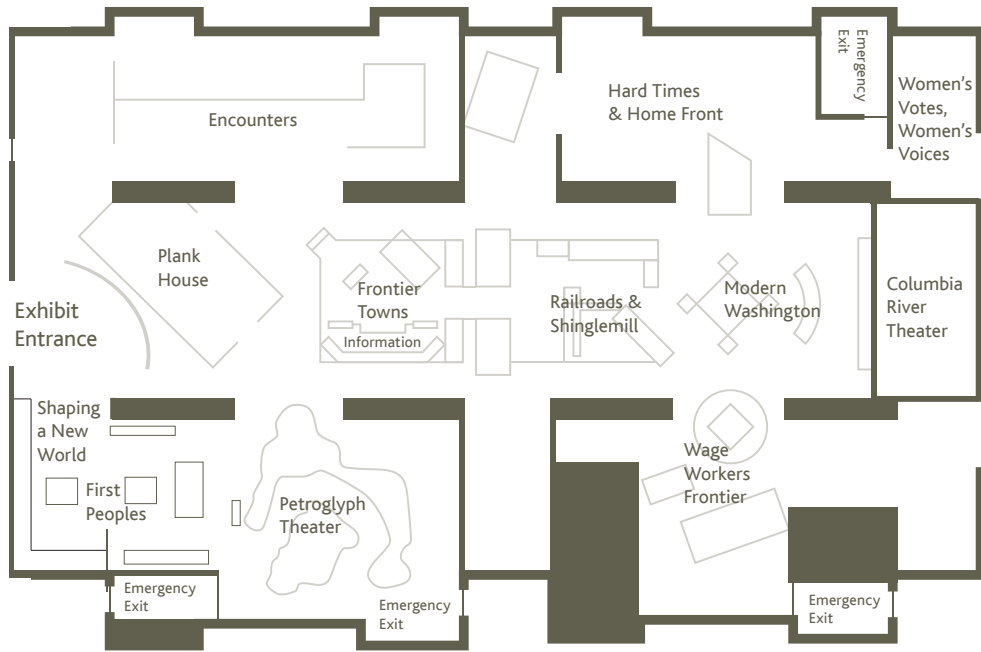 Encounters
Hard Times
& Home Front
Emergency
Exit
Women's
Votes,
Women's
Voices
Plank
House
Exhibit
Entrance
Frontier
Towns
Information
Railroads &
Shinglemill
Modern
Washington
Columbia
River
Theater
Shaping
a New
World
First
Peoples
Petroglyph
Theater
Wage
Workers
Frontier
Emergency
Exit
Emergency
Exit
Emergency
Exit